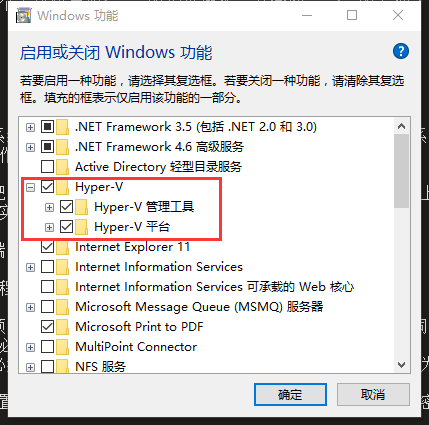 Windows 功能
启用或关闭 Windows 功能
若要启用一种功能，请选择其复选框。若要关闭一种功能，请清除其复选
框。填充的框表示仅启用该功能的一部分。
.NET Framework 3.5 (包括 .NET 2.0 和 3.0)
.NET Framework 4.6 高级服务
Active Directory 轻型目录服务
Hyper-V
Hyper-V 管理工具
Hyper-V 平台
Internet Explorer 11
Internet Information Services
Internet Information Services 可承载的 Web 核心
Microsoft Message Queue (MSMQ) 服务器
Microsoft Print to PDF
MultiPoint Connector
NFS 服务
确定
取消